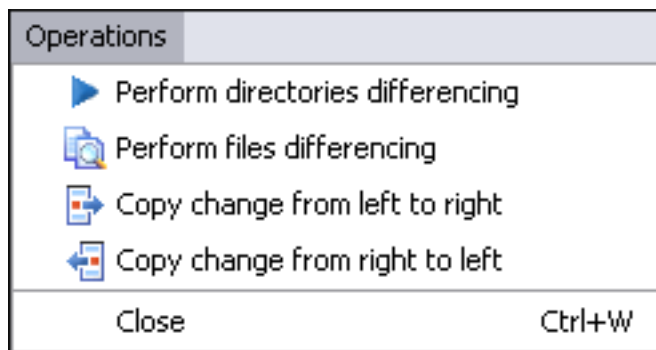 Operations
Perform directories differencing
Perform files differencing
Copy change from left to right
Copy change from right to left
Close Ctrl+W